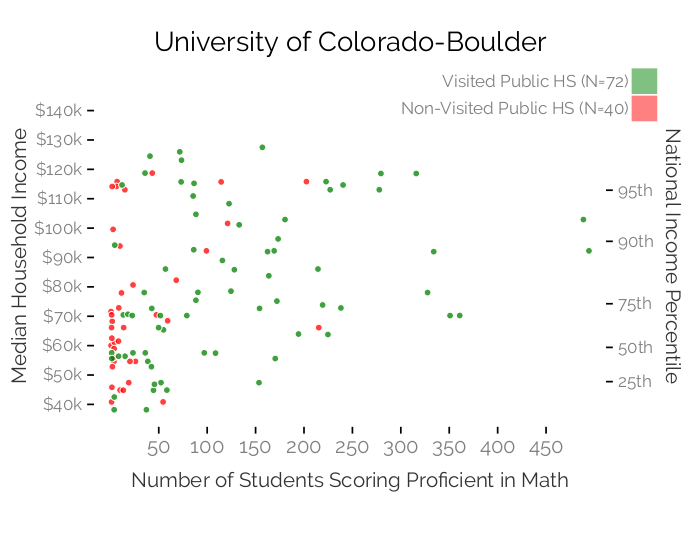 University of Colorado-Boulder
Visited Public HS (N=72)
Non-Visited Public HS (N=40)
Median Household Income
$140k
$130k
$120k
$110k
$100k
$90k
$80k
$70k
$60k
$50k
$40k
National Income Percentile
95th
90th
75th
50th
25th
50 100 150 200 250 300 350 400 450
Number of Students Scoring Proficient in Math